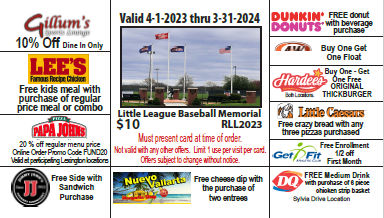 Gillum's
Sports Lounge
10% Off Dine In Only
LEE'S
Famous Recipe Chicken
Free kids meal with
purchase of regular
price meal or combo
PIZZA
PAPA JOHNS
20 % off regular menu price
Online Order Promo Code FUND20
Valid at participating Lexington locations
JIMMY JOHN'S
Free Side with
Sandwich
Purchase
Valid 4-1-2023 thru 3-31-2024
Little League Baseball Memorial
$10 RLL2023
Must present card at time of order.
Not valid with any other offers. Limit 1 use per visit per card.
Offers subject to change without notice.
Nuevo Vallarta
Free cheese dip with
the purchase of
two entrees
DUNKIN'
DONUTS
FREE donut
with beverage
purchase
A&W
Buy One Get
One Float
Hardee's
Both Locations
Buy One - Get
One Free
ORIGINAL
THICKBURGER
Little Caesars
Free crazy bread with any
three pizzas purchased
GetFit
Free Enrollment
1/2 off
First Month
DQ
FREE Medium Drink
with purchase of 6 piece
chicken strip basket
Sylvia Drive Location